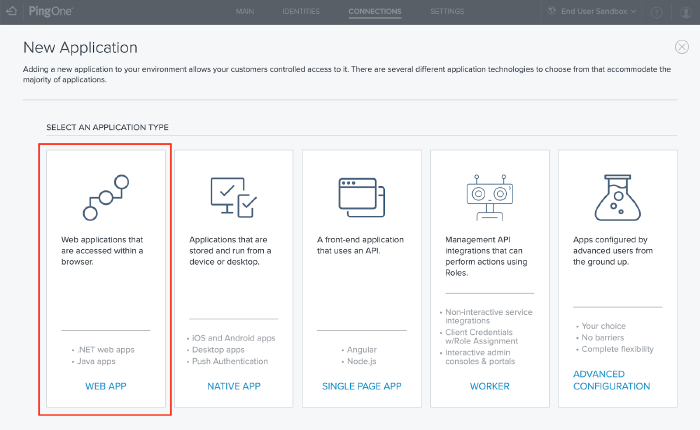 PingOne
MAIN
IDENTITIES
CONNECTIONS
SETTINGS
End User Sandbox
?
New Application
Adding a new application to your environment allows your customers controlled access to it. There are several different application technologies to choose from that accommodate the
majority of applications.
SELECT AN APPLICATION TYPE
Web applications that
are accessed within a
browser.
• .NET web apps
• Java apps
WEB APP
Applications that are
stored and run from a
device or desktop.
• iOS and Android apps
• Desktop apps
• Push Authentication
NATIVE APP
A front-end application
that uses an API.
• Angular
• Node.js
SINGLE PAGE APP
Management API
integrations that can
perform actions using
Roles.
• Non-interactive service
integrations
• Client Credentials
w/Role Assignment
• Interactive admin
consoles & portals
WORKER
Apps configured by
advanced users from
the ground up.
• Your choice
• No barriers
• Complete flexibility
ADVANCED
CONFIGURATION